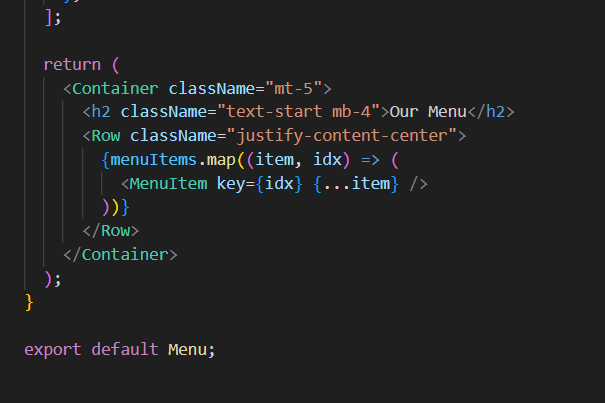 ];
return (
<Container className="mt-5">
<h2 className="text-start mb-4">Our Menu</h2>
<Row className="justify-content-center">
{menuItems.map((item, idx) => (
<MenuItem key={idx} {...item} />
))}
</Row>
</Container>
);
}
export default Menu;